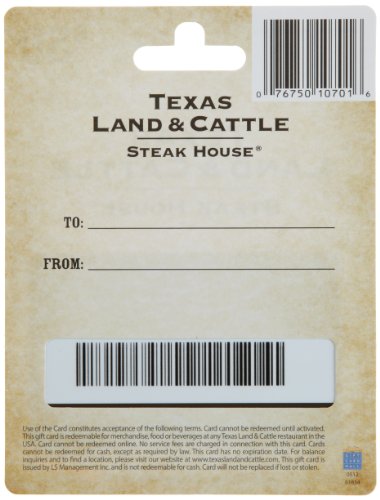 0 76750 10701 6
TEXAS
LAND & CATTLE
STEAK HOUSE®
TO:
FROM:
Use of the Card constitutes acceptance of the following terms. Card cannot be redeemed until activated.
This gift card is redeemable for merchandise, food or beverages at any Texas Land & Cattle restaurant in the
USA. Card cannot be redeemed online. No service fees are charged in connection with this card. Card
cannot be redeemed for cash, except as required by law. This card has no expiration date. For balance
inquiries and to find a location, please visit our website at www.texaslandandcattle.com. This gift card is
issued by LS Management Inc. and is not redeemable for cash. Card will not be replaced if lost or stolen.